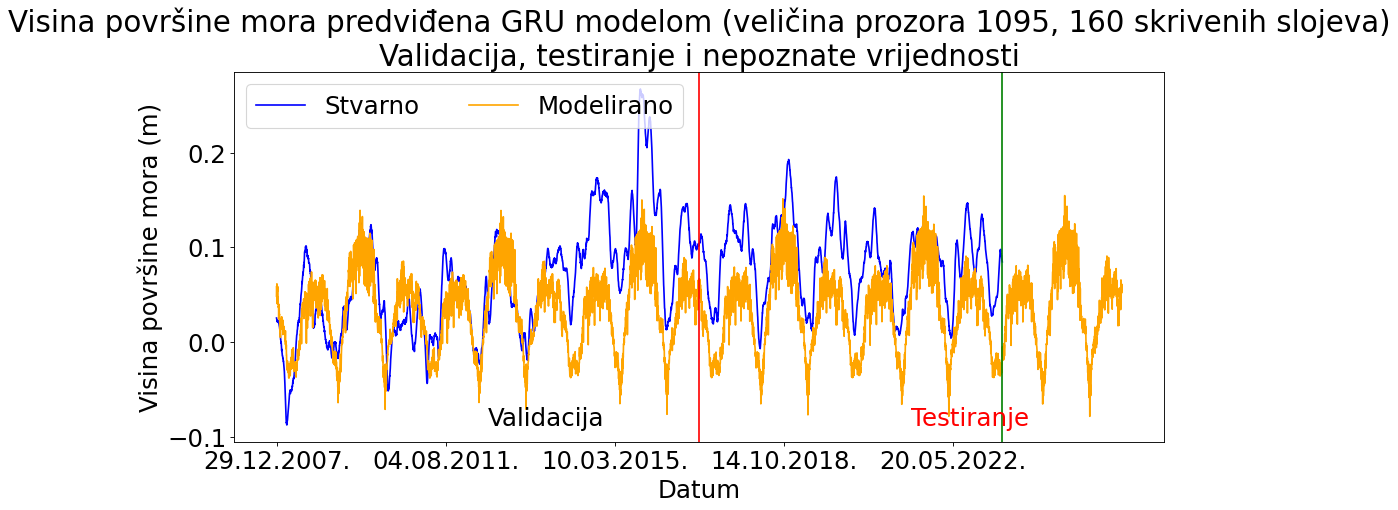 Visina površine mora predviđena GRU modelom (veličina prozora 1095, 160 skrivenih slojeva)
Validacija, testiranje i nepoznate vrijednosti
Stvarno
Modelirano
Visina površine mora (m)
0.2
0.1
0.0
−0.1
Validacija
Testiranje
29.12.2007.
04.08.2011.
10.03.2015.
14.10.2018.
20.05.2022.
Datum